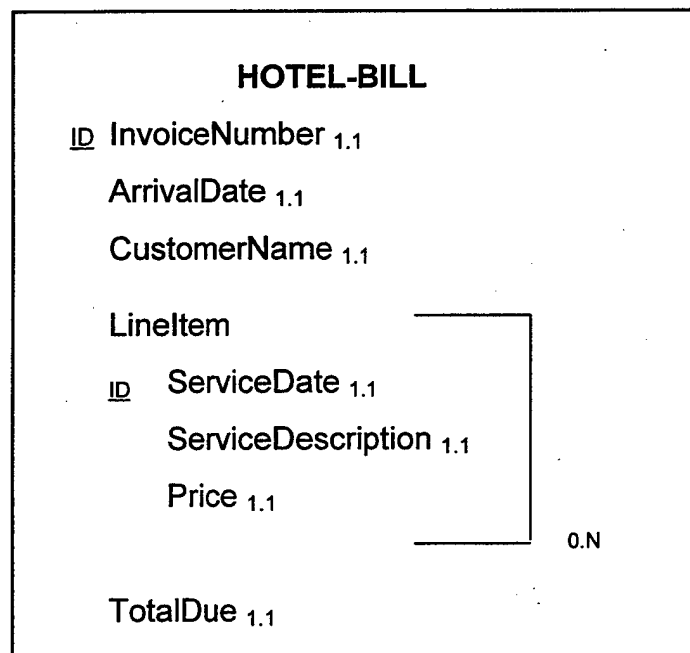 HOTEL-BILL
ID InvoiceNumber 1.1
ArrivalDate 1.1
CustomerName 1.1
LineItem
ID ServiceDate 1.1
ServiceDescription 1.1
Price 1.1
0.N
TotalDue 1.1